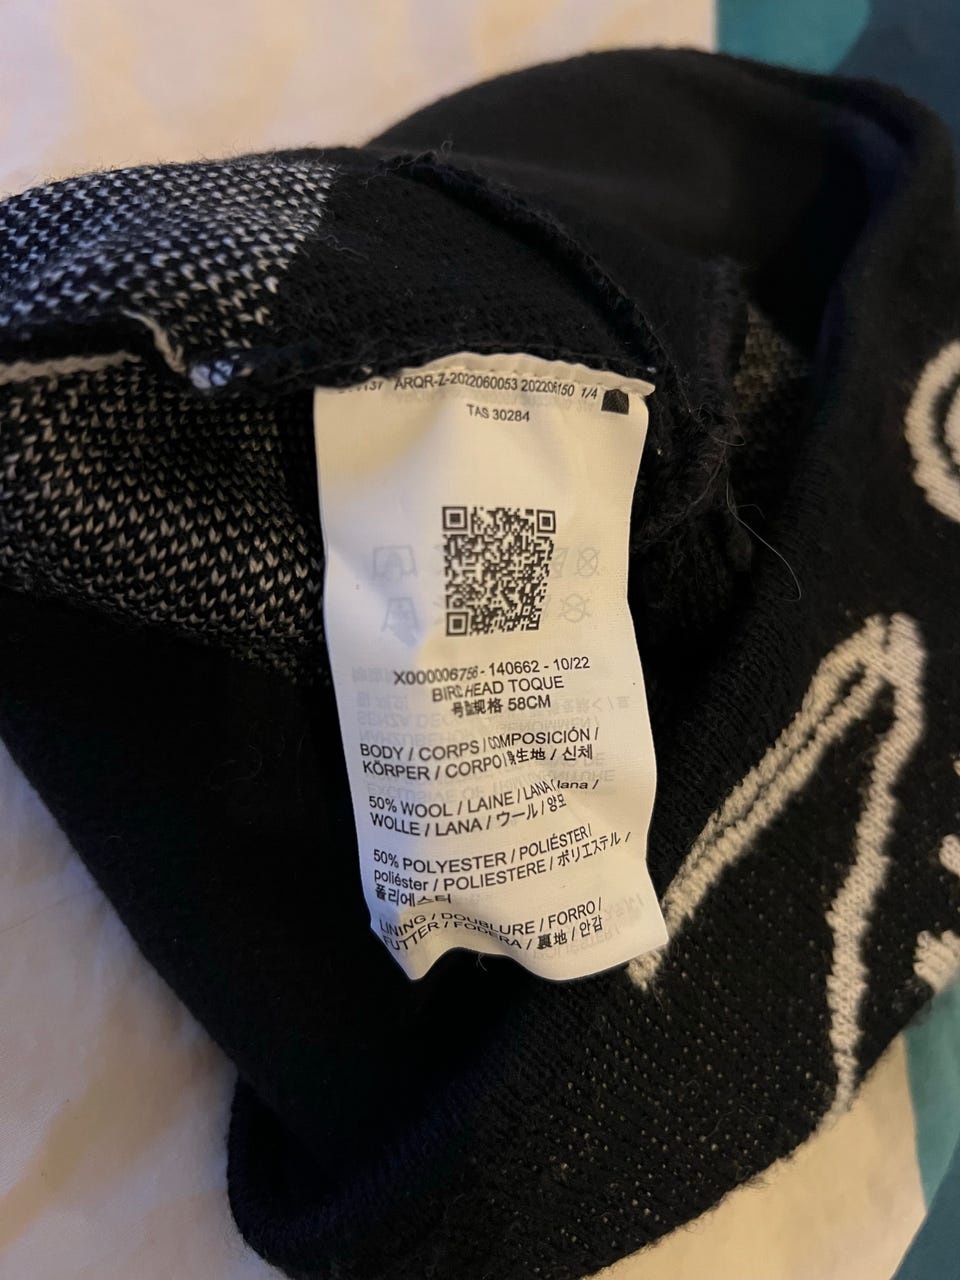 ARQR-Z-2022060053 202206150 1/4
TAS 30284
X000006756 - 140662 - 10/22
BIRDHEAD TOQUE
号型规格 58CM
BODY / CORPS / COMPOSICIÓN /
KÖRPER / CORPO / 身生地 / 신체
50% WOOL / LAINE / LANA / lana /
WOLLE / LANA / ウール / 양모
50% POLYESTER / POLIÉSTER /
poliéster / POLIESTERE / ポリエステル /
폴리에스터
LINING / DOUBLURE / FORRO /
FUTTER / FODERA / 裏地 / 안감